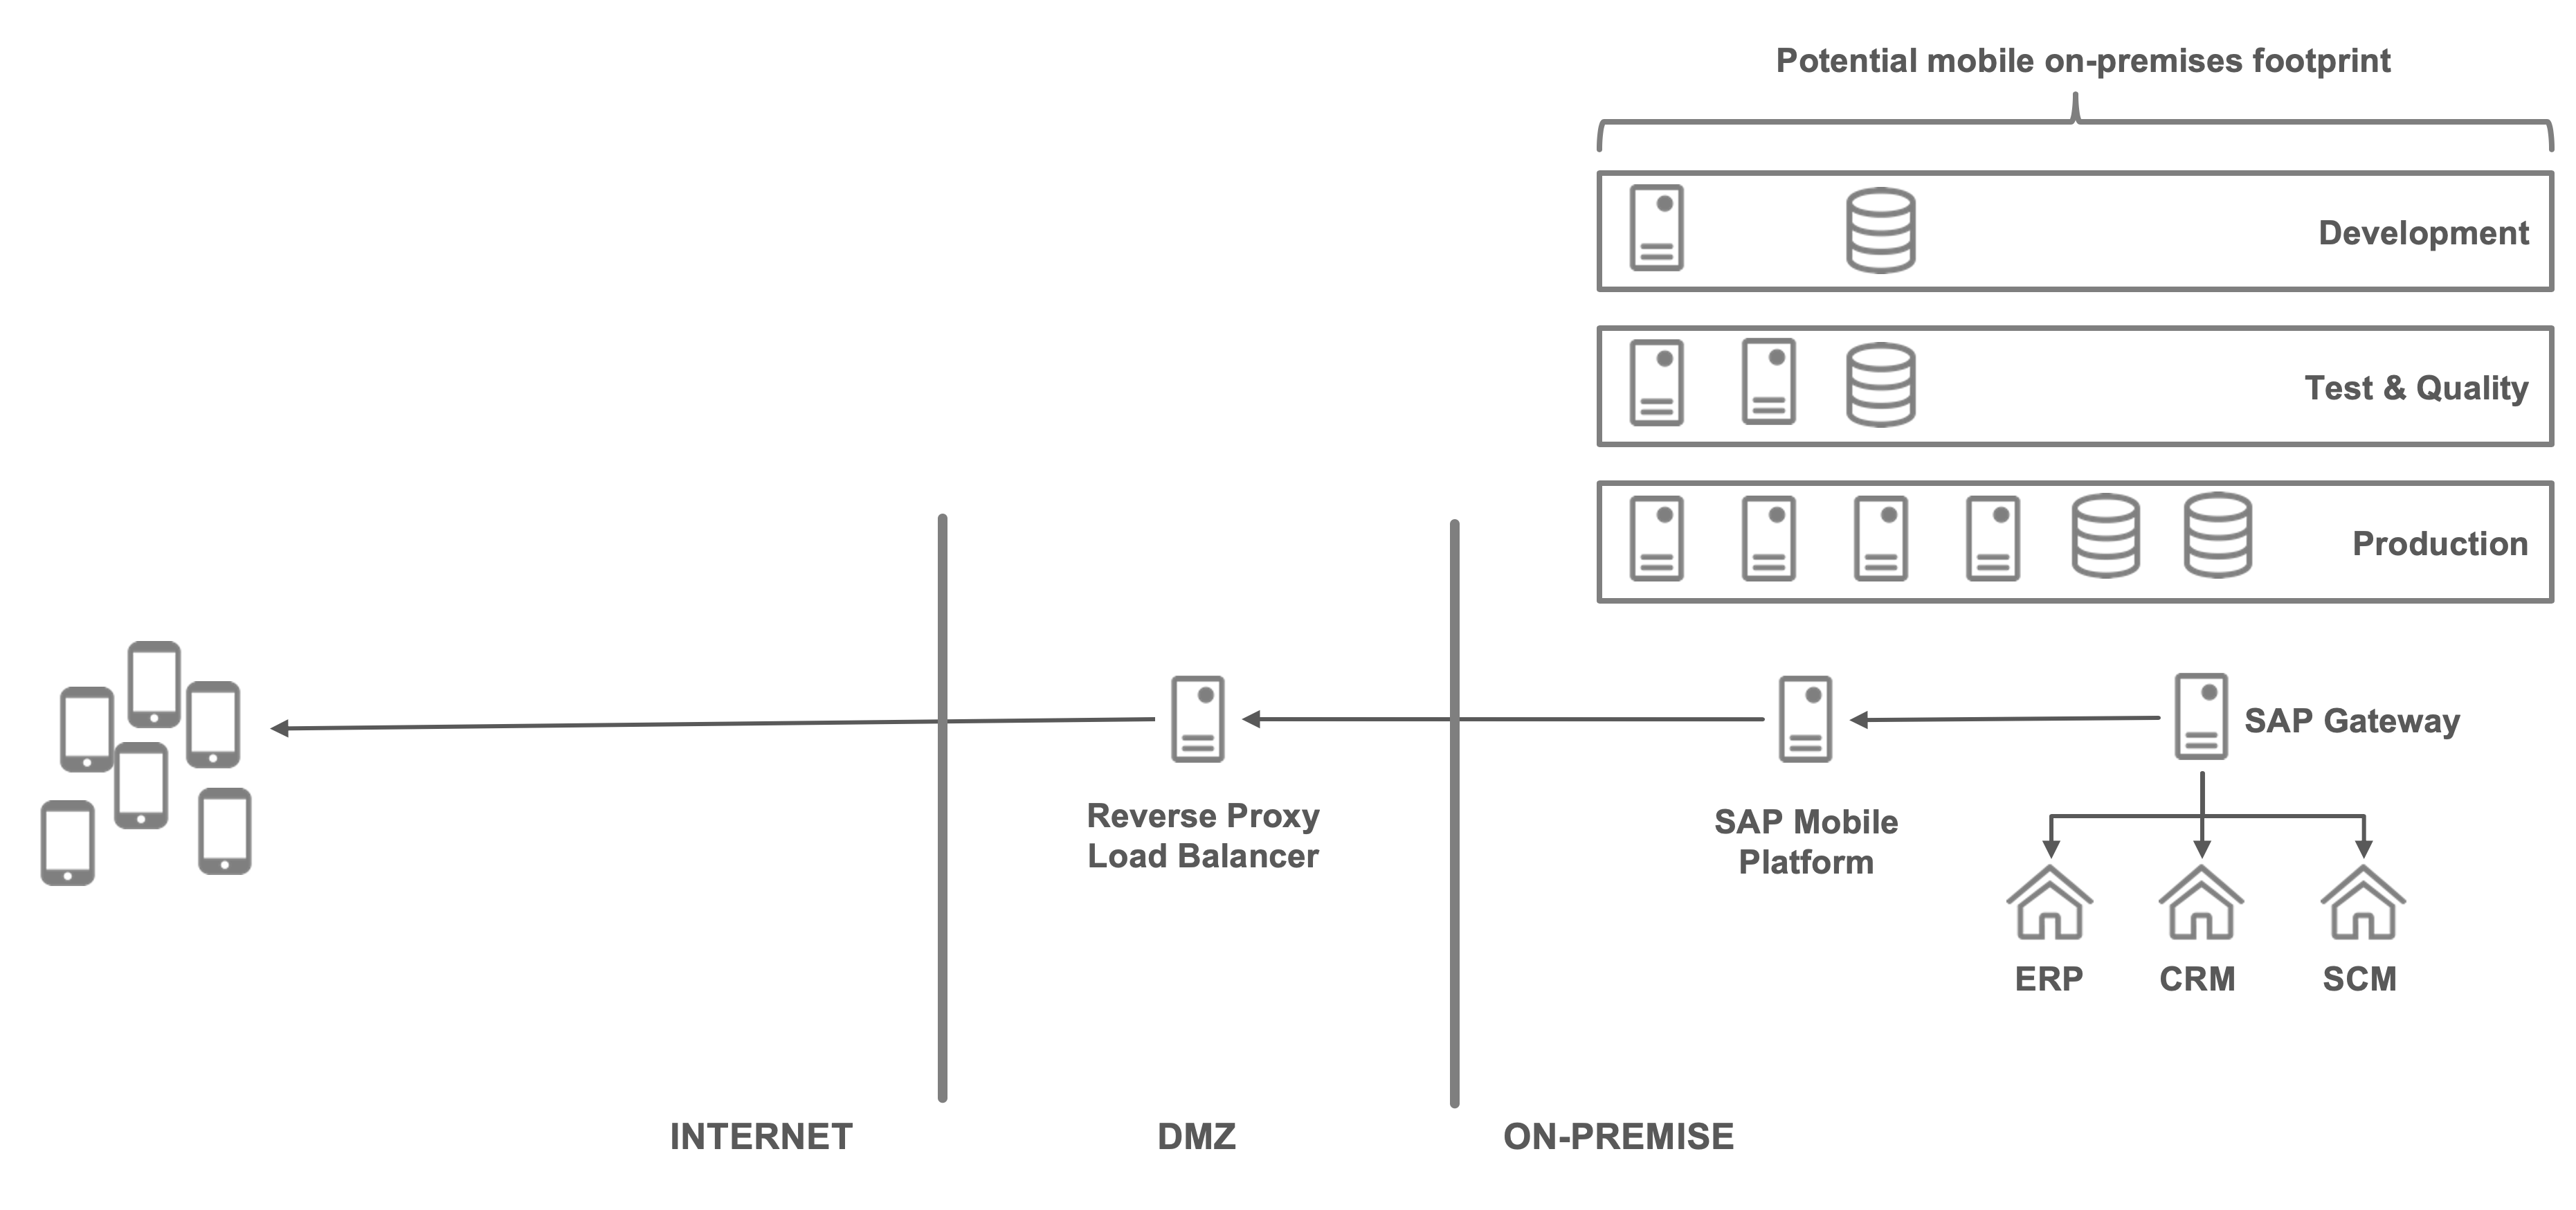 Potential mobile on-premises footprint
Development
Test & Quality
Production
SAP Gateway
Reverse Proxy
Load Balancer
SAP Mobile
Platform
ERP
CRM
SCM
INTERNET
DMZ
ON-PREMISE